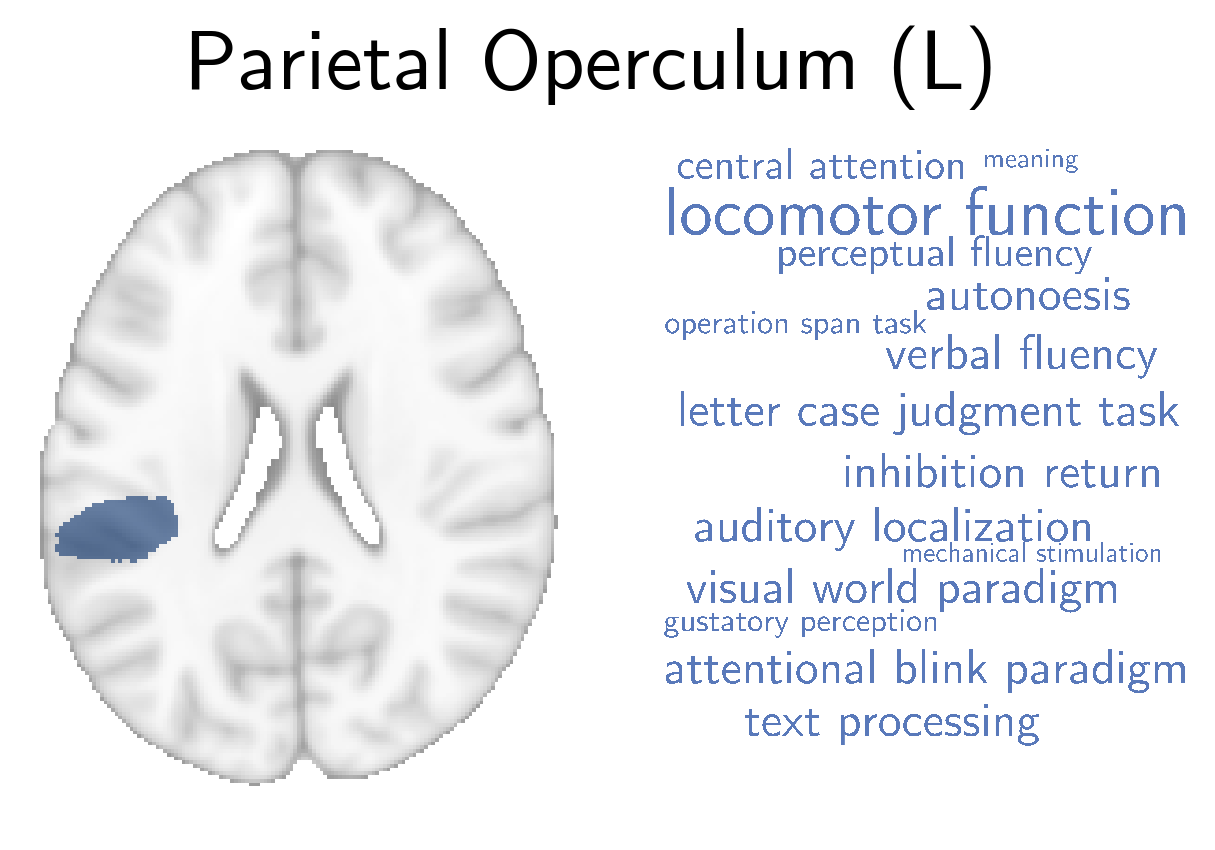 Parietal Operculum (L)
central attention meaning
locomotor function
perceptual fluency
autonoesis
operation span task
verbal fluency
letter case judgment task
inhibition return
auditory localization
mechanical stimulation
visual world paradigm
gustatory perception
attentional blink paradigm
text processing